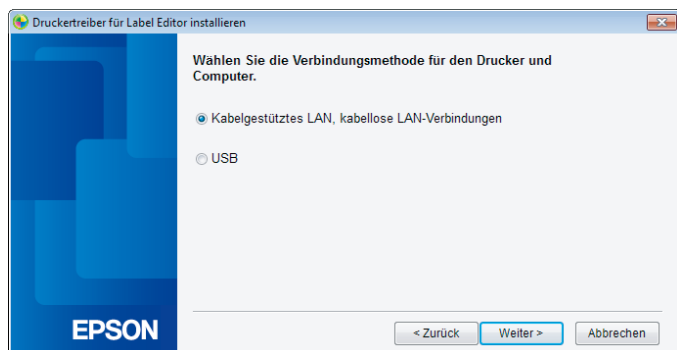 Druckertreiber für Label Editor installieren
Wählen Sie die Verbindungsmethode für den Drucker und
Computer.
Kabelgestütztes LAN, kabellose LAN-Verbindungen
USB
EPSON
< Zurück
Weiter >
Abbrechen